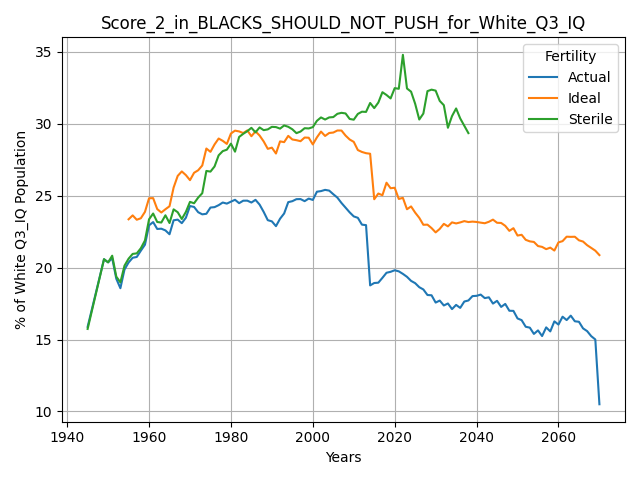 Score_2_in_BLACKS_SHOULD_NOT_PUSH_for_White_Q3_IQ
Fertility
Actual
Ideal
Sterile
% of White Q3_IQ Population
35
30
25
20
15
10
1940
1960
1980
2000
2020
2040
2060
Years